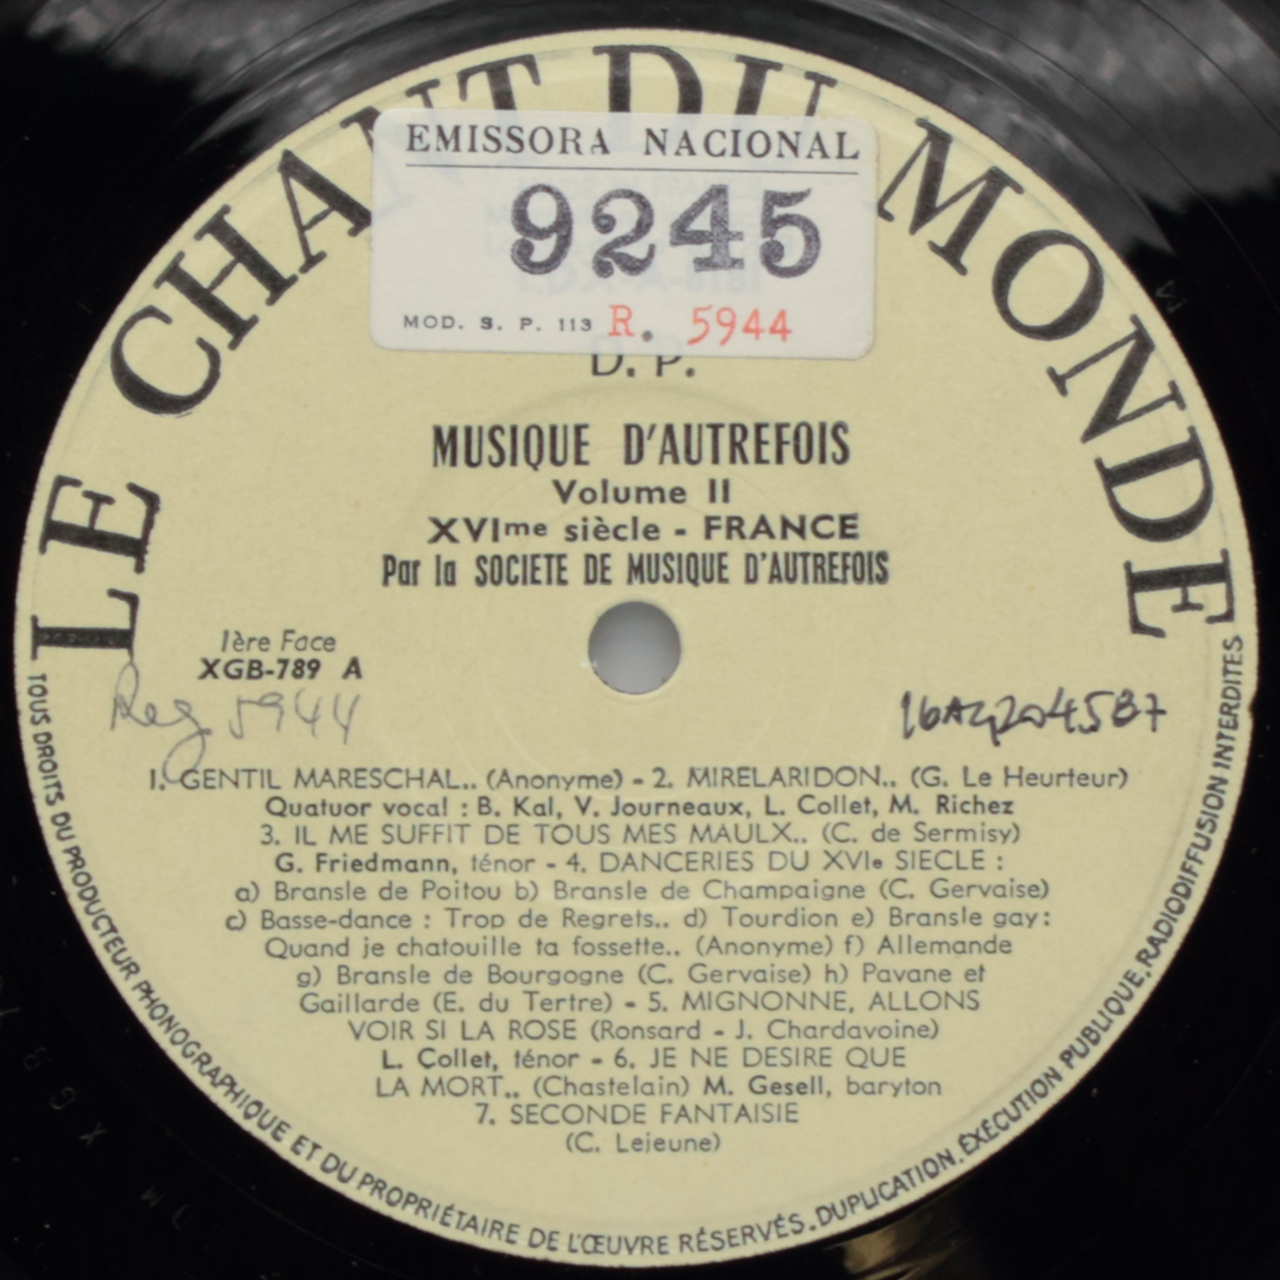 LE CHANT DU MONDE
EMISSORA NACIONAL
9245
MOD. S. P. 113 R. 5944
D. P.
MUSIQUE D'AUTREFOIS
Volume II
XVIme siècle - FRANCE
Par la SOCIETE DE MUSIQUE D'AUTREFOIS
1ère Face
XGB-789 A
Reg 5944
1. GENTIL MARESCHAL.. (Anonyme) - 2. MIRELARIDON.. (G. Le Heurteur)
Quatuor vocal : B. Kal, V. Journeaux, L. Collet, M. Richez
3. IL ME SUFFIT DE TOUS MES MAULX.. (C. de Sermisy)
G. Friedmann, ténor - 4. DANCERIES DU XVIe SIECLE :
a) Bransle de Poitou b) Bransle de Champaigne (C. Gervaise)
c) Basse-dance : Trop de Regrets.. d) Tourdion e) Bransle gay:
Quand je chatouille ta fossette.. (Anonyme) f) Allemande
g) Bransle de Bourgogne (C. Gervaise) h) Pavane et
Gaillarde (E. du Tertre) - 5. MIGNONNE, ALLONS
VOIR SI LA ROSE (Ronsard - J. Chardavoine)
L. Collet, ténor - 6. JE NE DESIRE QUE
LA MORT.. (Chastelain) M. Gesell, baryton
7. SECONDE FANTAISIE
(C. Lejeune)
TOUS DROITS DU PRODUCTEUR PHONOGRAPHIQUE ET DU PROPRIÉTAIRE DE L'ŒUVRE RÉSERVÉS. DUPLICATION, EXÉCUTION PUBLIQUE, RADIODIFFUSION INTERDITES